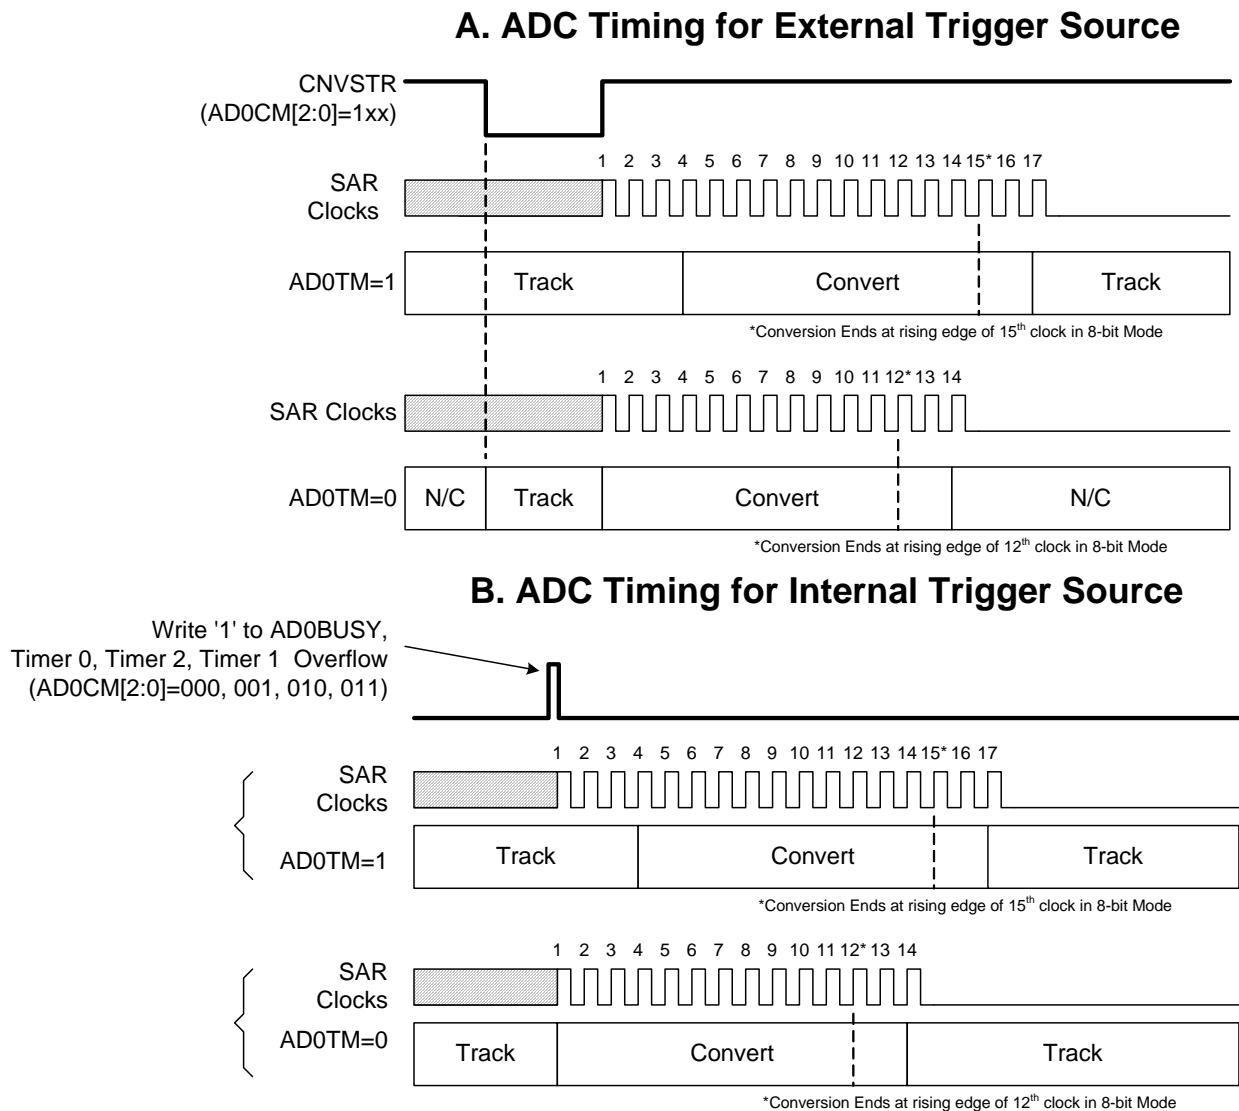 A. ADC Timing for External Trigger Source
CNVSTR
(AD0CM[2:0]=1xx)
1 2 3 4 5 6 7 8 9 10 11 12 13 14 15* 16 17
SAR
Clocks
AD0TM=1
Track
Convert
Track
*Conversion Ends at rising edge of 15th clock in 8-bit Mode
1 2 3 4 5 6 7 8 9 10 11 12* 13 14
SAR Clocks
AD0TM=0
N/C
Track
Convert
N/C
*Conversion Ends at rising edge of 12th clock in 8-bit Mode
B. ADC Timing for Internal Trigger Source
Write '1' to AD0BUSY,
Timer 0, Timer 2, Timer 1 Overflow
(AD0CM[2:0]=000, 001, 010, 011)
1 2 3 4 5 6 7 8 9 10 11 12 13 14 15* 16 17
SAR
Clocks
AD0TM=1
Track
Convert
Track
*Conversion Ends at rising edge of 15th clock in 8-bit Mode
1 2 3 4 5 6 7 8 9 10 11 12* 13 14
SAR
Clocks
AD0TM=0
Track
Convert
Track
*Conversion Ends at rising edge of 12th clock in 8-bit Mode